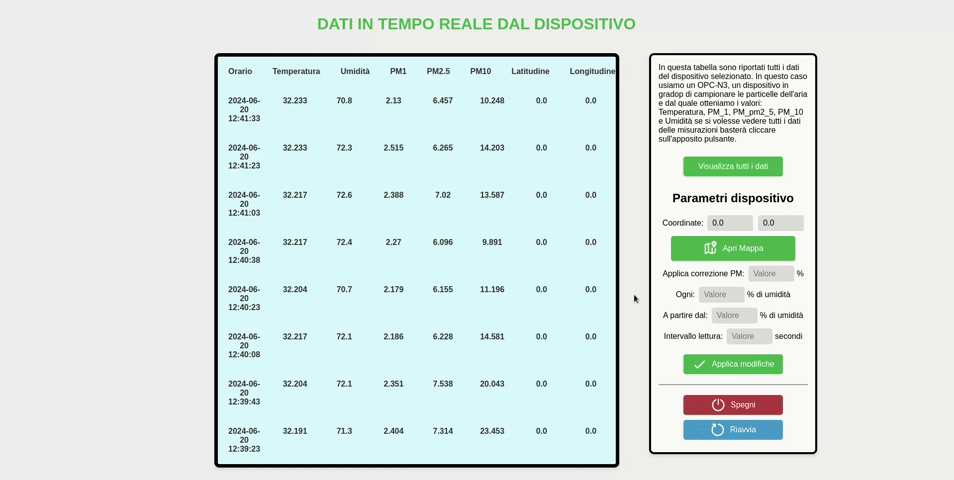 DATI IN TEMPO REALE DAL DISPOSITIVO
Orario Temperatura Umidità PM1 PM2.5 PM10 Latitudine Longitudine
2024-06-
20
12:41:33 32.233 70.8 2.13 6.457 10.248 0.0 0.0
2024-06-
20
12:41:23 32.233 72.3 2.515 6.265 14.203 0.0 0.0
2024-06-
20
12:41:03 32.217 72.6 2.388 7.02 13.587 0.0 0.0
2024-06-
20
12:40:38 32.217 72.4 2.27 6.096 9.891 0.0 0.0
2024-06-
20
12:40:23 32.204 70.7 2.179 6.155 11.196 0.0 0.0
2024-06-
20
12:40:08 32.217 72.1 2.186 6.228 14.581 0.0 0.0
2024-06-
20
12:39:43 32.204 72.1 2.351 7.538 20.043 0.0 0.0
2024-06-
20
12:39:23 32.191 71.3 2.404 7.314 23.453 0.0 0.0
In questa tabella sono riportati tutti i dati
del dispositivo selezionato. In questo caso
usiamo un OPC-N3, un dispositivo in
gradop di campionare le particelle dell'aria
e dal quale otteniamo i valori:
Temperatura, PM_1, PM_pm2_5, PM_10
e Umidità se si volesse vedere tutti i dati
delle misurazioni basterà cliccare
sull'apposito pulsante.
Visualizza tutti i dati
Parametri dispositivo
Coordinate: 0.0 0.0
Apri Mappa
Applica correzione PM: Valore %
Ogni: Valore % di umidità
A partire dal: Valore % di umidità
Intervallo lettura: Valore secondi
Applica modifiche
Spegni
Riavvia